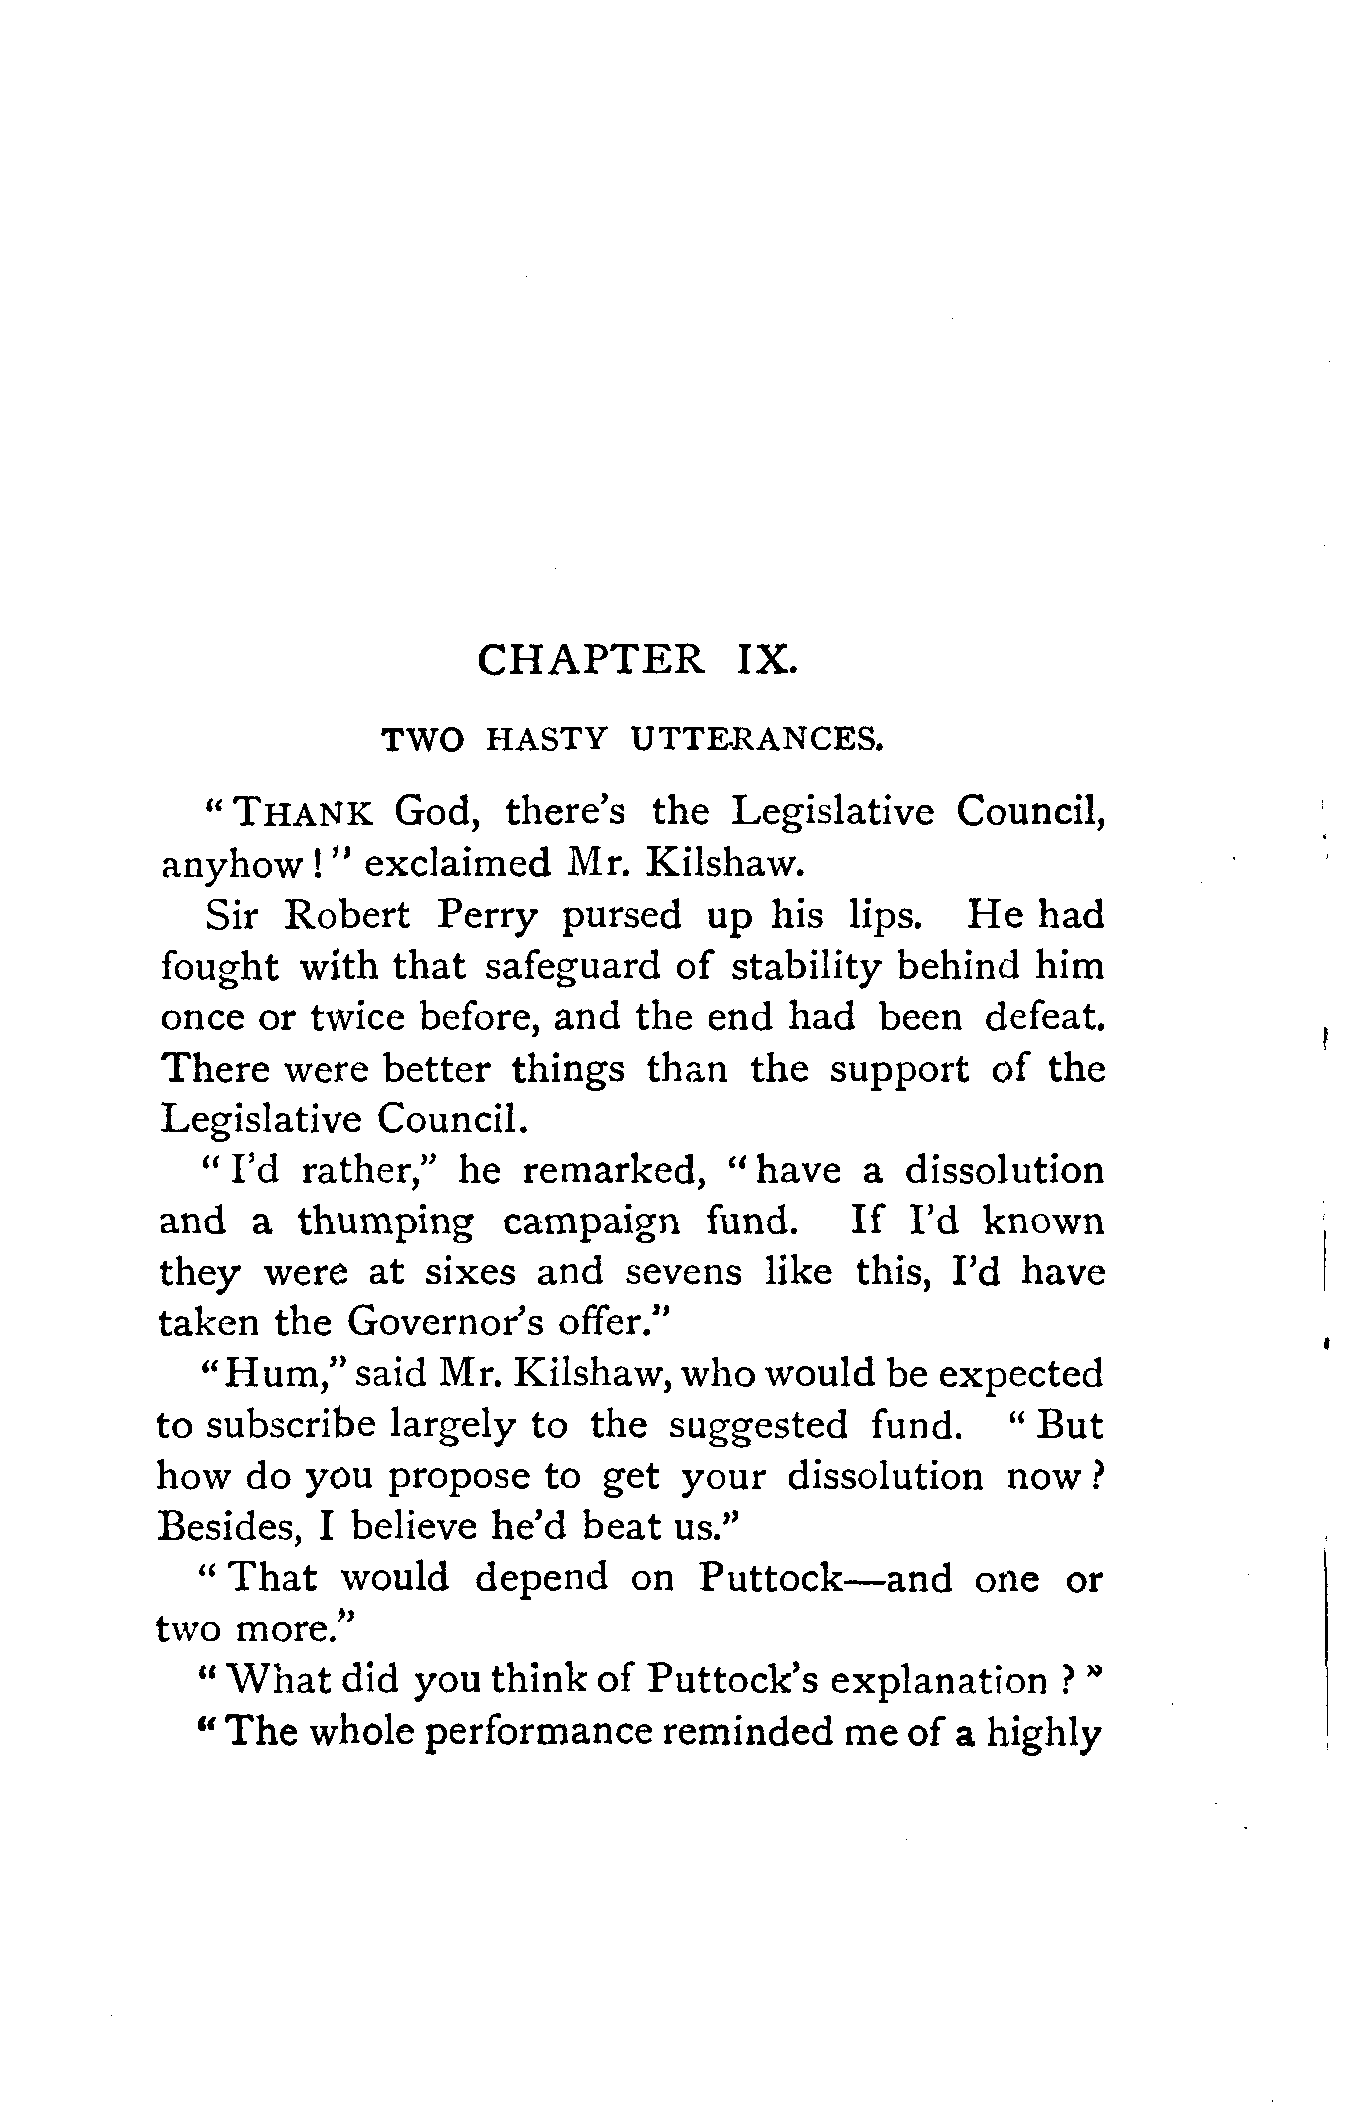 CHAPTER IX.
TWO HASTY UTTERANCES.
“THANK God, there’s the Legislative Council,
anyhow!” exclaimed Mr. Kilshaw.
Sir Robert Perry pursed up his lips. He had
fought with that safeguard of stability behind him
once or twice before, and the end had been defeat.
There were better things than the support of the
Legislative Council.
“I’d rather,” he remarked, “have a dissolution
and a thumping campaign fund. If I’d known
they were at sixes and sevens like this, I’d have
taken the Governor’s offer.”
“Hum,” said Mr. Kilshaw, who would be expected
to subscribe largely to the suggested fund. “But
how do you propose to get your dissolution now?
Besides, I believe he’d beat us.”
“That would depend on Puttock—and one or
two more.”
“What did you think of Puttock’s explanation?”
“The whole performance reminded me of a highly